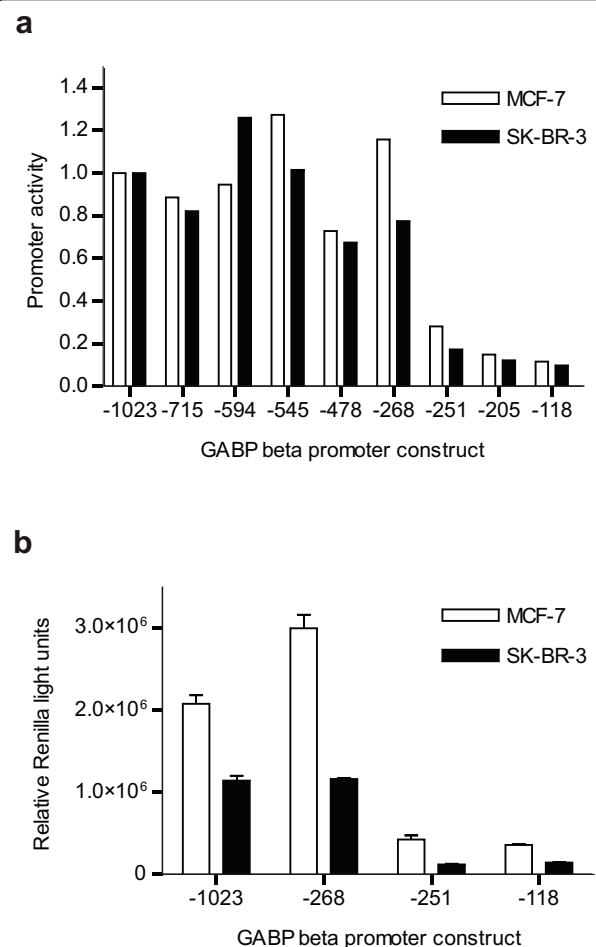 a
1.4
1.2
1.0
0.8
0.6
0.4
0.2
0.0
Promoter activity
MCF-7
SK-BR-3
-1023 -715 -594 -545 -478 -268 -251 -205 -118
GABP beta promoter construct
b
3.0×10⁶
2.0×10⁶
1.0×10⁶
0
Relative Renilla light units
MCF-7
SK-BR-3
-1023 -268 -251 -118
GABP beta promoter construct